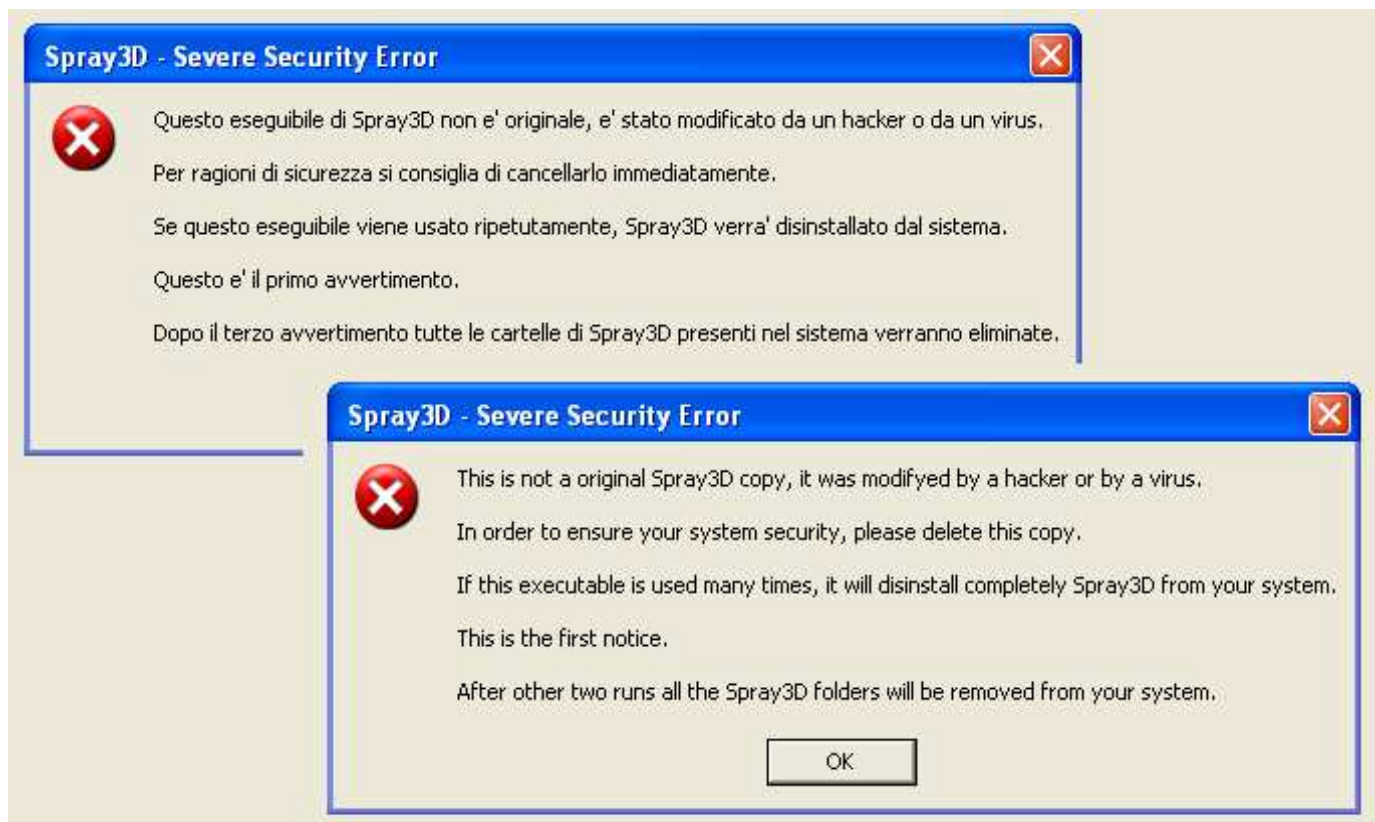 Spray3D - Severe Security Error
Questo eseguibile di Spray3D non e' originale, e' stato modificato da un hacker o da un virus.
Per ragioni di sicurezza si consiglia di cancellarlo immediatamente.
Se questo eseguibile viene usato ripetutamente, Spray3D verra' disinstallato dal sistema.
Questo e' il primo avvertimento.
Dopo il terzo avvertimento tutte le cartelle di Spray3D presenti nel sistema verranno eliminate.
Spray3D - Severe Security Error
This is not a original Spray3D copy, it was modifyed by a hacker or by a virus.
In order to ensure your system security, please delete this copy.
If this executable is used many times, it will disinstall completely Spray3D from your system.
This is the first notice.
After other two runs all the Spray3D folders will be removed from your system.
OK